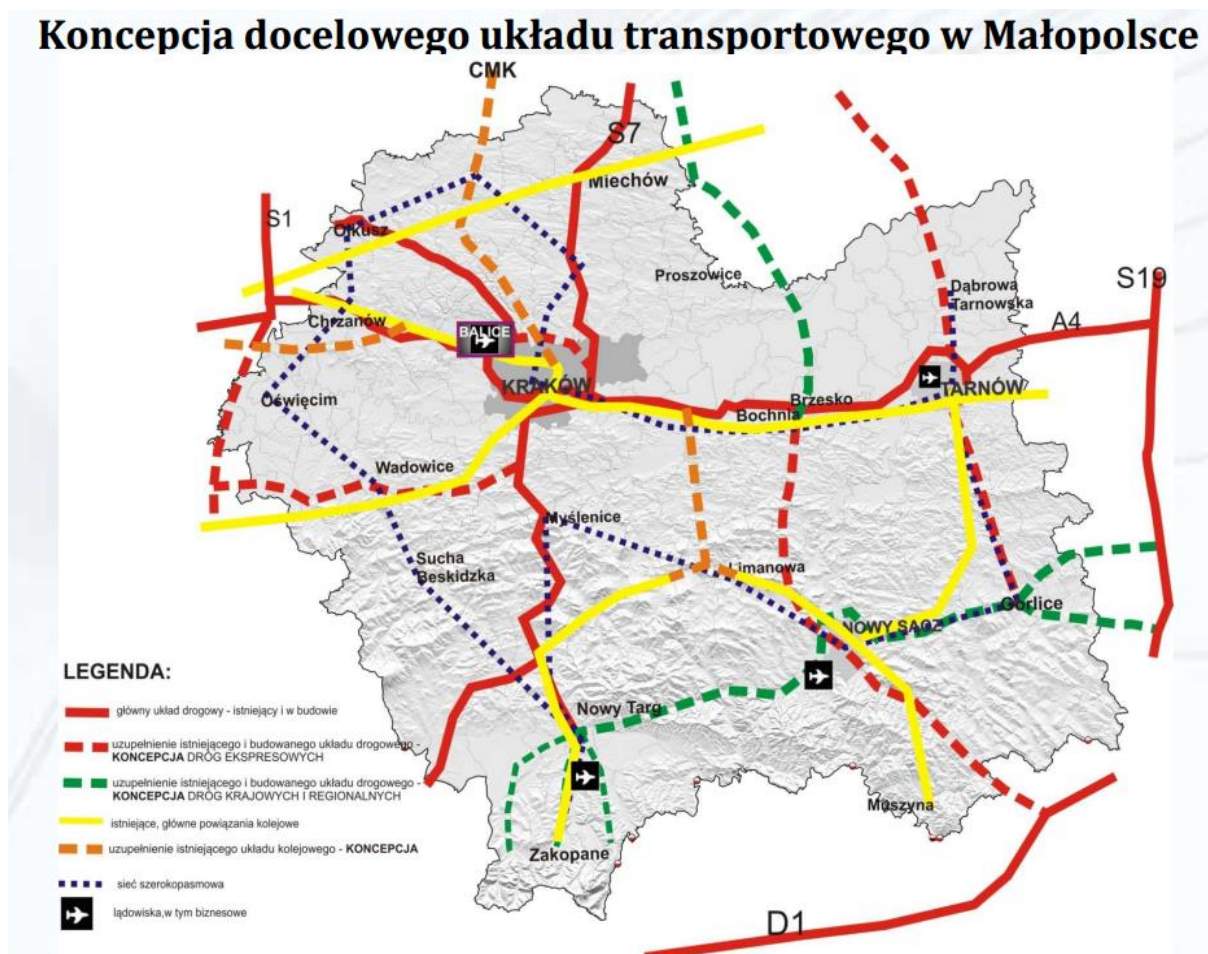 Koncepcja docelowego układu transportowego w Małopolsce
CMK
S7
Miechów
S1
Olkusz
Proszowice
Dąbrowa
Tarnowska
S19
A4
Chrzanów
BALICE
KRAKÓW
Oświęcim
Brzesko
Bochnia
TARNÓW
Wadowice
Myślenice
Sucha
Beskidzka
Limanowa
Gorlice
NOWY SĄCZ
Nowy Targ
Muszyna
Zakopane
D1
LEGENDA:
główny układ drogowy - istniejący i w budowie
uzupełnienie istniejącego i budowanego układu drogowego -
KONCEPCJA DRÓG EKSPRESOWYCH
uzupełnienie istniejącego i budowanego układu drogowego -
KONCEPCJA DRÓG KRAJOWYCH I REGIONALNYCH
istniejące, główne powiązania kolejowe
uzupełnienie istniejącego układu kolejowego - KONCEPCJA
sieć szerokopasmowa
lądowiska,w tym biznesowe